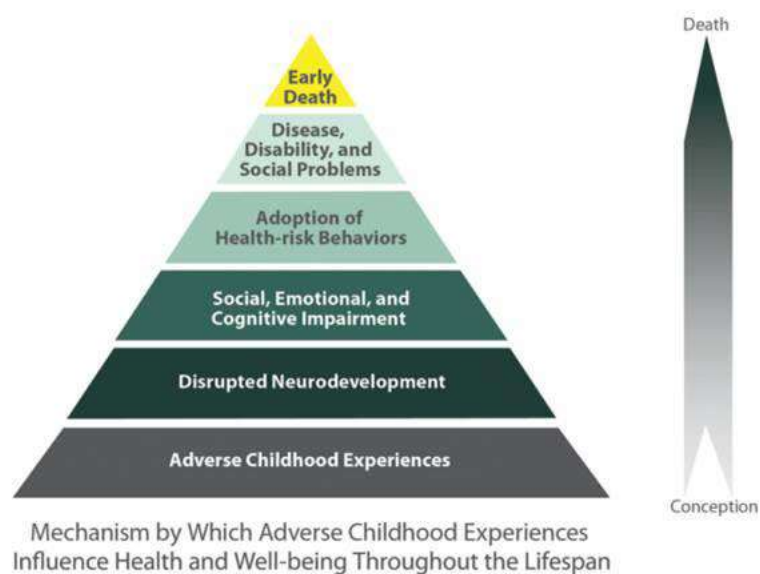 Death
Early
Death
Disease,
Disability, and
Social Problems
Adoption of
Health-risk Behaviors
Social, Emotional, and
Cognitive Impairment
Disrupted Neurodevelopment
Adverse Childhood Experiences
Conception
Mechanism by Which Adverse Childhood Experiences
Influence Health and Well-being Throughout the Lifespan